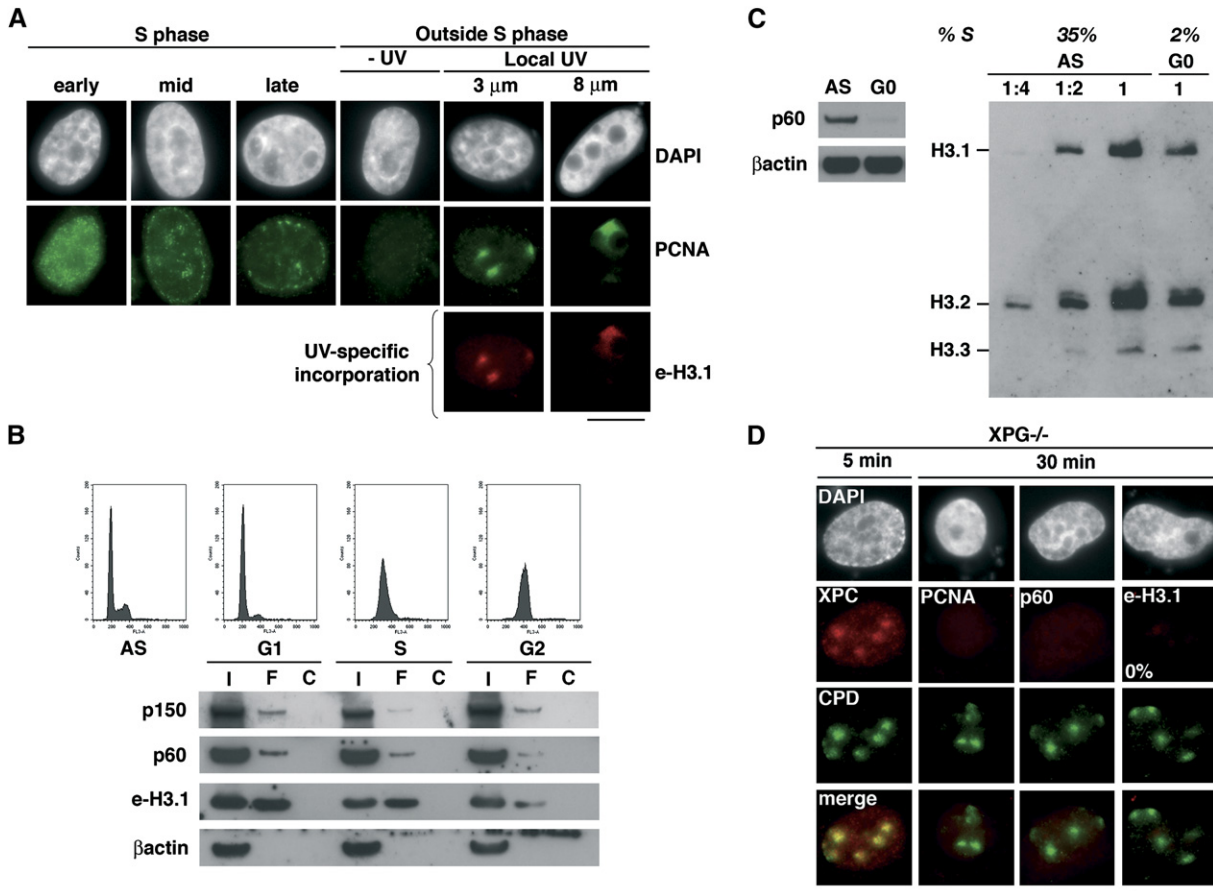 A
S phase
Outside S phase
- UV
Local UV
early
mid
late
3 μm
8 μm
DAPI
PCNA
UV-specific
incorporation
e-H3.1
B
AS
G1
S
G2
I F C I F C I F C
p150
p60
e-H3.1
βactin
C
% S
35%
2%
AS
G0
1:4
1:2
1
1
AS G0
p60
βactin
H3.1
H3.2
H3.3
D
XPG-/-
5 min
30 min
DAPI
XPC
PCNA
p60
e-H3.1
0%
CPD
merge